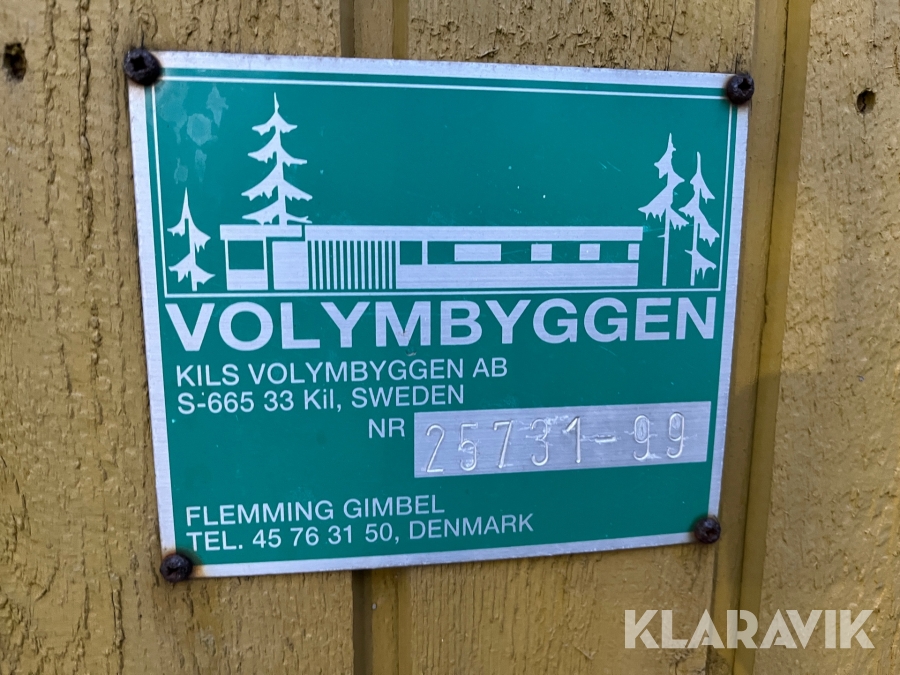 VOLYMBYGGEN
KILS VOLYMBYGGEN AB
S-665 33 Kil, SWEDEN
NR 25731-99
FLEMMING GIMBEL
TEL. 45 76 31 50, DENMARK
KLARAVIK